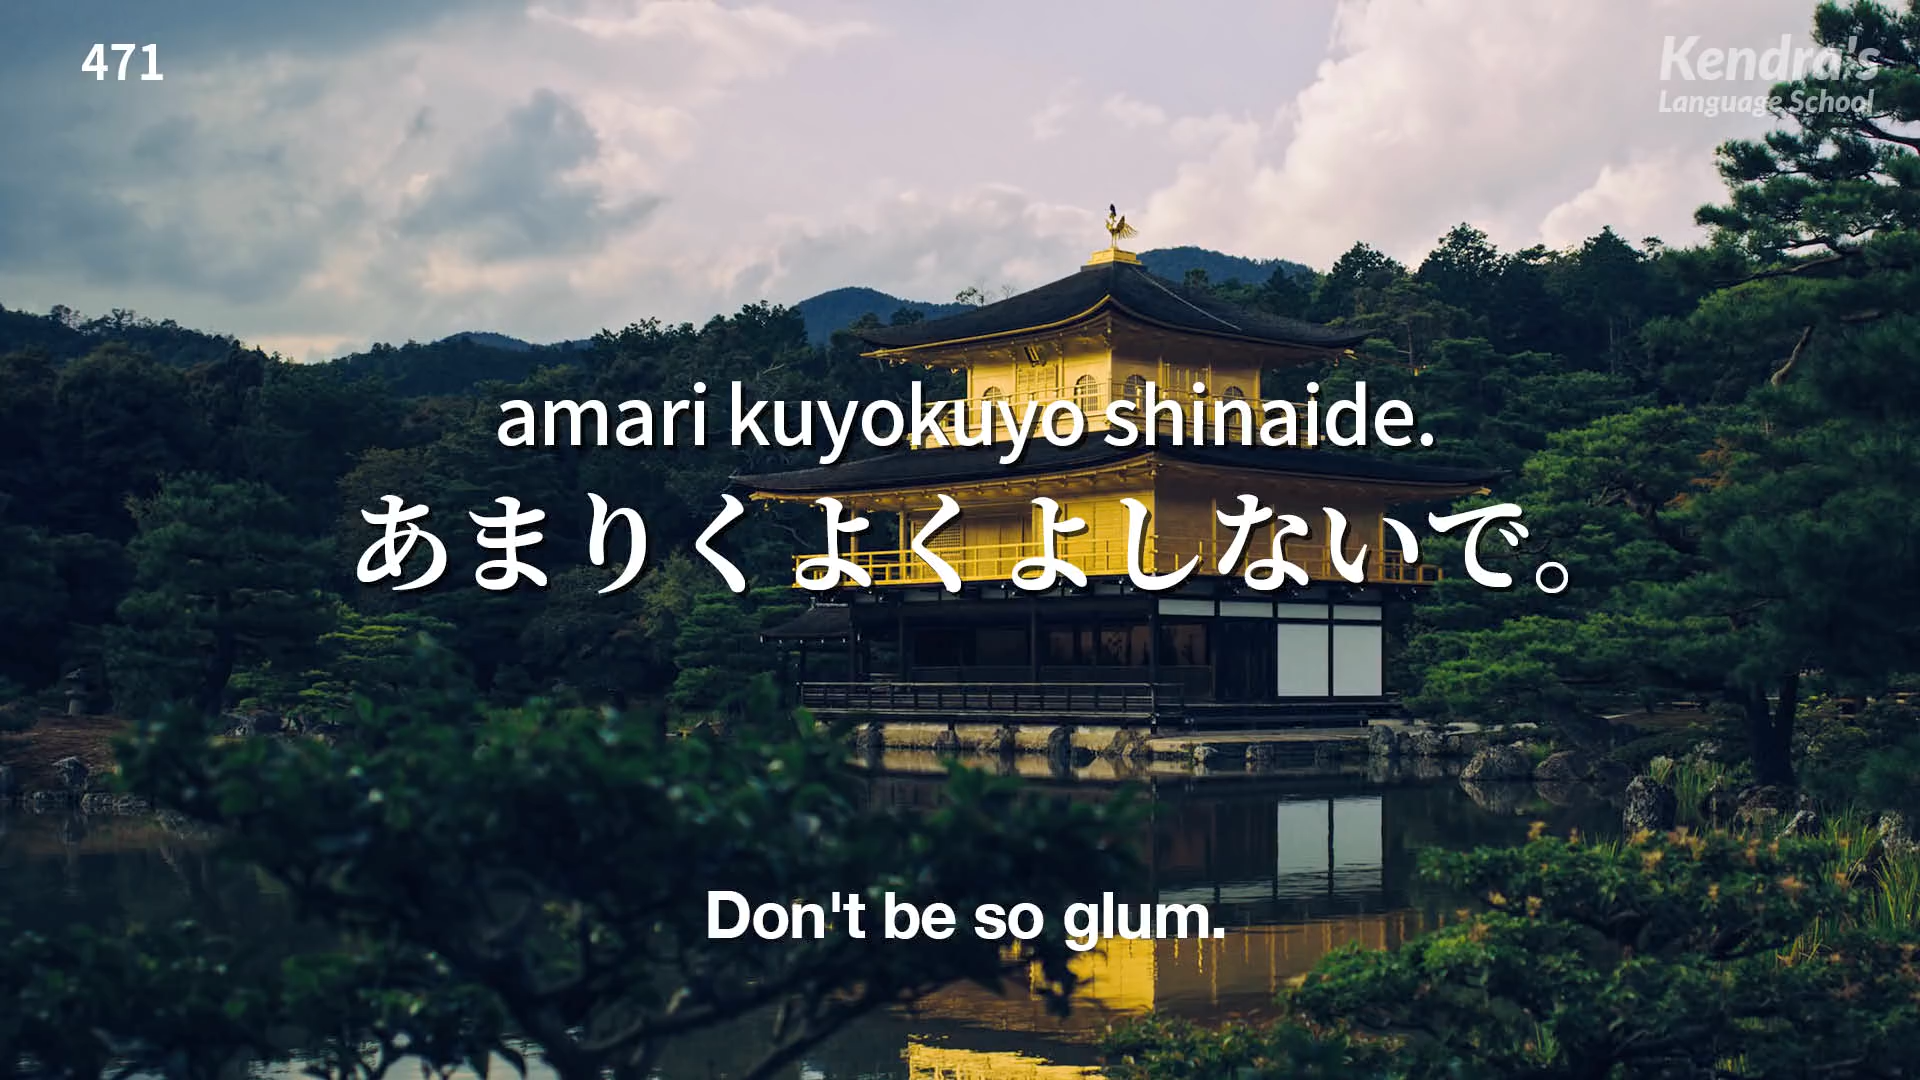 471
Kendra's
Language School
amari kuyokuyo shinaide.
あまりくよくよしないで。
Don't be so glum.